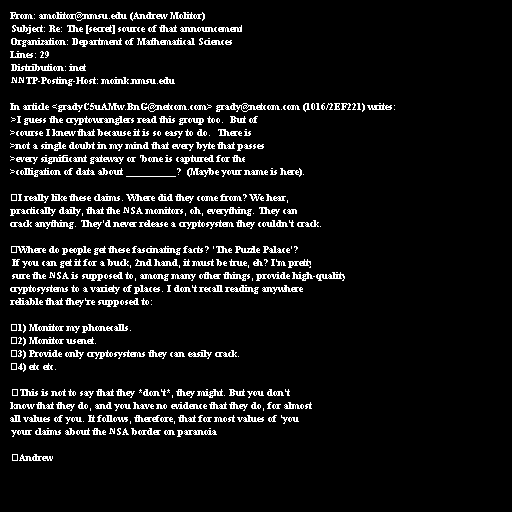 From: amolitor@nmsu.edu (Andrew Molitor)
Subject: Re: The [secret] source of that announcement
Organization: Department of Mathematical Sciences
Lines: 29
Distribution: inet
NNTP-Posting-Host: moink.nmsu.edu
In article <gradyC5uAMw.BnG@netcom.com> grady@netcom.com (1016/2EF221) writes:
>I guess the cryptowranglers read this group too. But of
>course I knew that because it is so easy to do. There is
>not a single doubt in my mind that every byte that passes
>every significant gateway or 'bone is captured for the
>colligation of data about __________? (Maybe your name is here).
I really like these claims. Where did they come from? We hear,
practically daily, that the NSA monitors, oh, everything. They can
crack anything. They'd never release a cryptosystem they couldn't crack.
Where do people get these fascinating facts? 'The Puzzle Palace'?
If you can get it for a buck, 2nd hand, it must be true, eh? I'm pretty
sure the NSA is supposed to, among many other things, provide high-quality
cryptosystems to a variety of places. I don't recall reading anywhere
reliable that they're supposed to:
1) Monitor my phonecalls.
2) Monitor usenet.
3) Provide only cryptosystems they can easily crack.
4) etc etc.
This is not to say that they *don't*, they might. But you don't
know that they do, and you have no evidence that they do, for almost
all values of you. It follows, therefore, that for most values of 'you
your claims about the NSA border on paranoia
Andrew